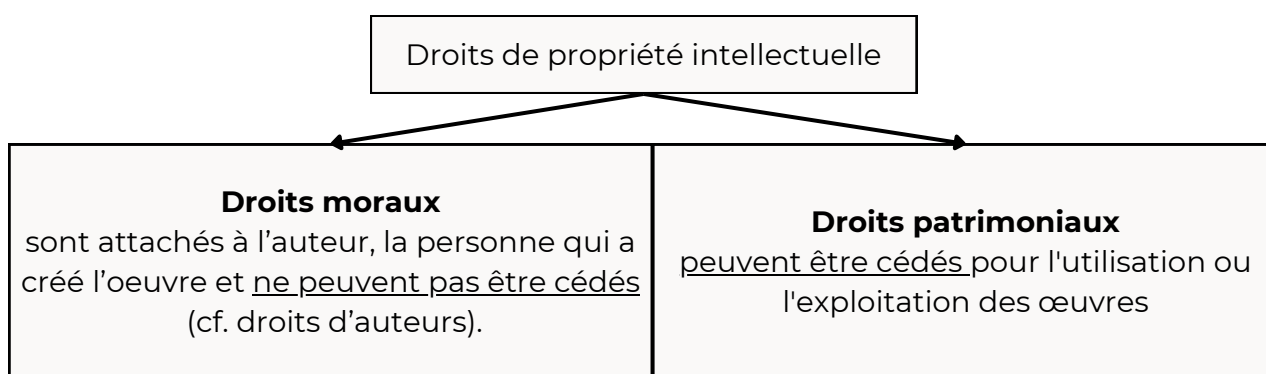 Droits de propriété intellectuelle
Droits moraux
sont attachés à l’auteur, la personne qui a
créé l’oeuvre et ne peuvent pas être cédés
(cf. droits d’auteurs).
Droits patrimoniaux
peuvent être cédés pour l'utilisation ou
l'exploitation des œuvres